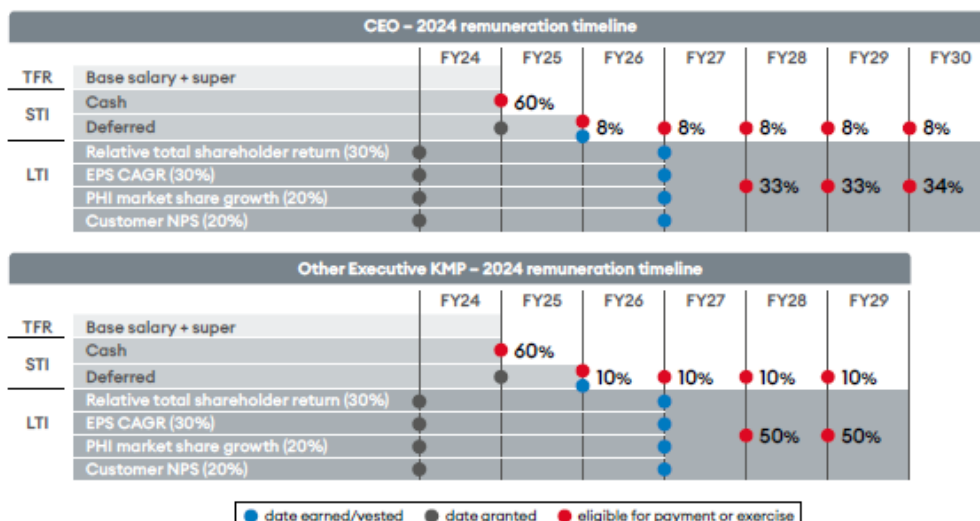 CEO – 2024 remuneration timeline
FY24 FY25 FY26 FY27 FY28 FY29 FY30
TFR Base salary + super
STI
Cash 60%
Deferred 8% 8% 8% 8% 8%
LTI
Relative total shareholder return (30%)
EPS CAGR (30%)
33% 33% 34%
PHI market share growth (20%)
Customer NPS (20%)
Other Executive KMP – 2024 remuneration timeline
FY24 FY25 FY26 FY27 FY28 FY29
TFR Base salary + super
STI
Cash 60%
Deferred 10% 10% 10% 10%
LTI
Relative total shareholder return (30%)
EPS CAGR (30%)
50% 50%
PHI market share growth (20%)
Customer NPS (20%)
date earned/vested date granted eligible for payment or exercise